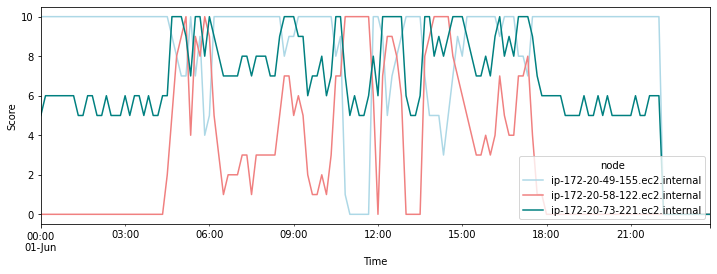 10
8
6
4
2
0
Score
00:00
01-Jun
03:00
06:00
09:00
12:00
15:00
18:00
21:00
Time
node
ip-172-20-49-155.ec2.internal
ip-172-20-58-122.ec2.internal
ip-172-20-73-221.ec2.internal